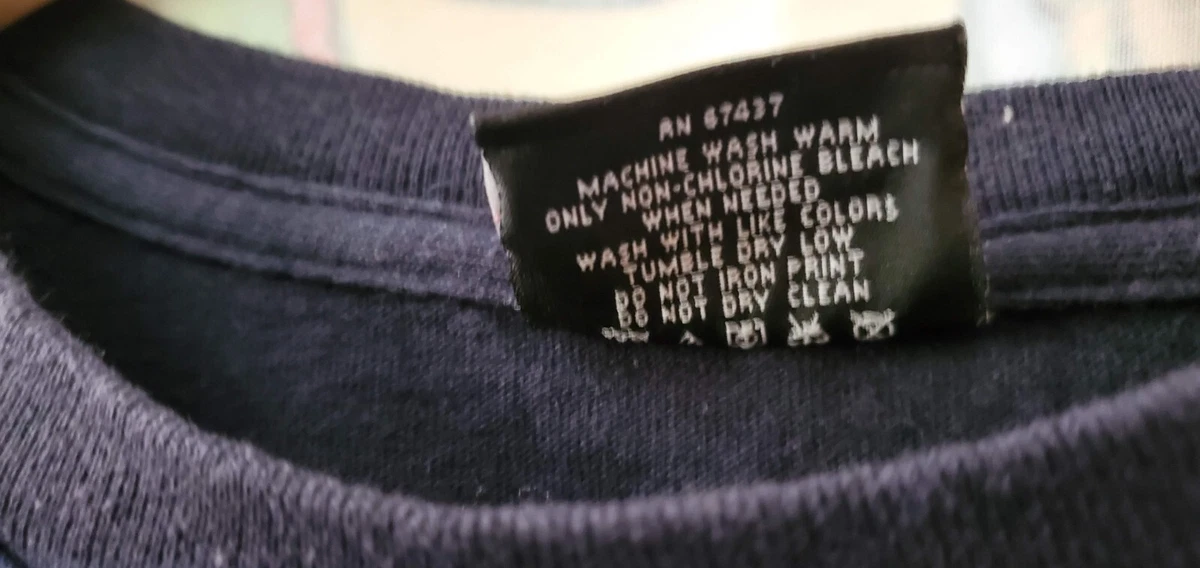 RN 67437
MACHINE WASH WARM
ONLY NON-CHLORINE BLEACH
WHEN NEEDED
WASH WITH LIKE COLORS
TUMBLE DRY LOW
DO NOT IRON PRINT
DO NOT DRY CLEAN